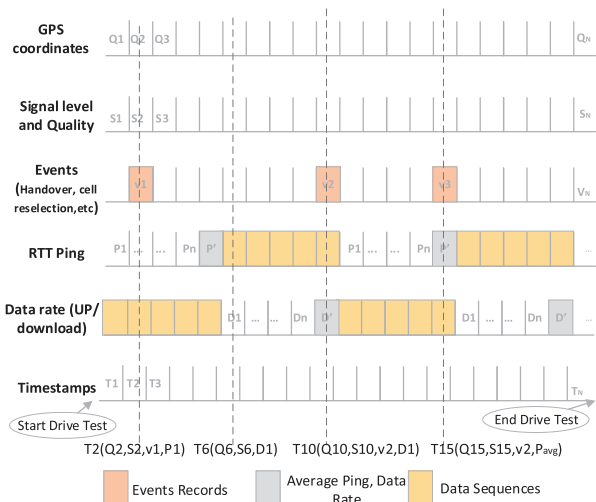 GPS
coordinates
Q1 Q2 Q3 QN
Signal level
and Quality
S1 S2 S3 SN
Events
(Handover, cell
reselection,etc)
v1 v2 v3 VN
RTT Ping
P1 ... ... Pn P' P1 ... ... Pn P' ...
Data rate (UP/
download)
D1 ... ... Dn D' D1 ... ... Dn D' ...
Timestamps
T1 T2 T3 TN
Start Drive Test
End Drive Test
T2(Q2,S2,v1,P1) T6(Q6,S6,D1) T10(Q10,S10,v2,D1) T15(Q15,S15,v2,Pavg)
Events Records
Average Ping, Data
Rate
Data Sequences